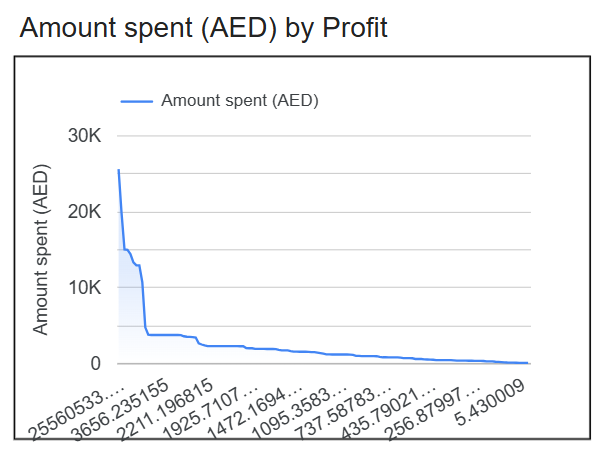 Amount spent (AED) by Profit
Amount spent (AED)
30K
20K
10K
0
Amount spent (AED)
25560533.…
3656.235155
2211.196815
1925.7107…
1472.1694…
1095.3583…
737.58783…
435.79021…
256.87997…
5.430009